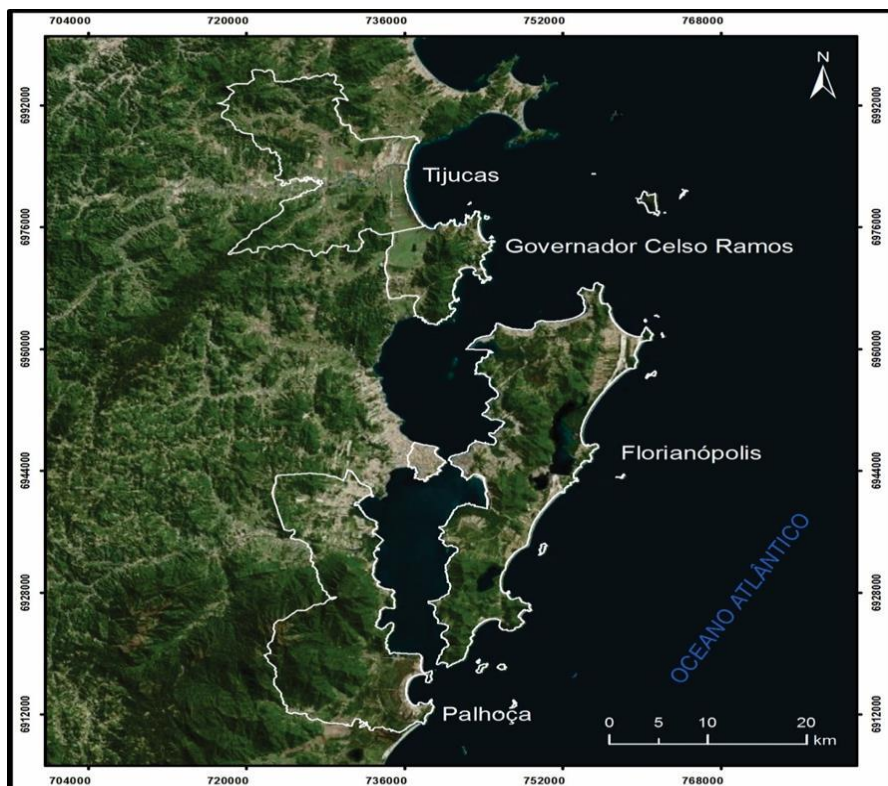 704000 720000 736000 752000 768000
N
6992000 6992000
Tijucas
6976000 6976000
Governador Celso Ramos
6960000 6960000
Florianópolis
6944000 6944000
OCEANO ATLÂNTICO
6928000 6928000
Palhoça
6912000 6912000
0 5 10 20
km
704000 720000 736000 752000 768000